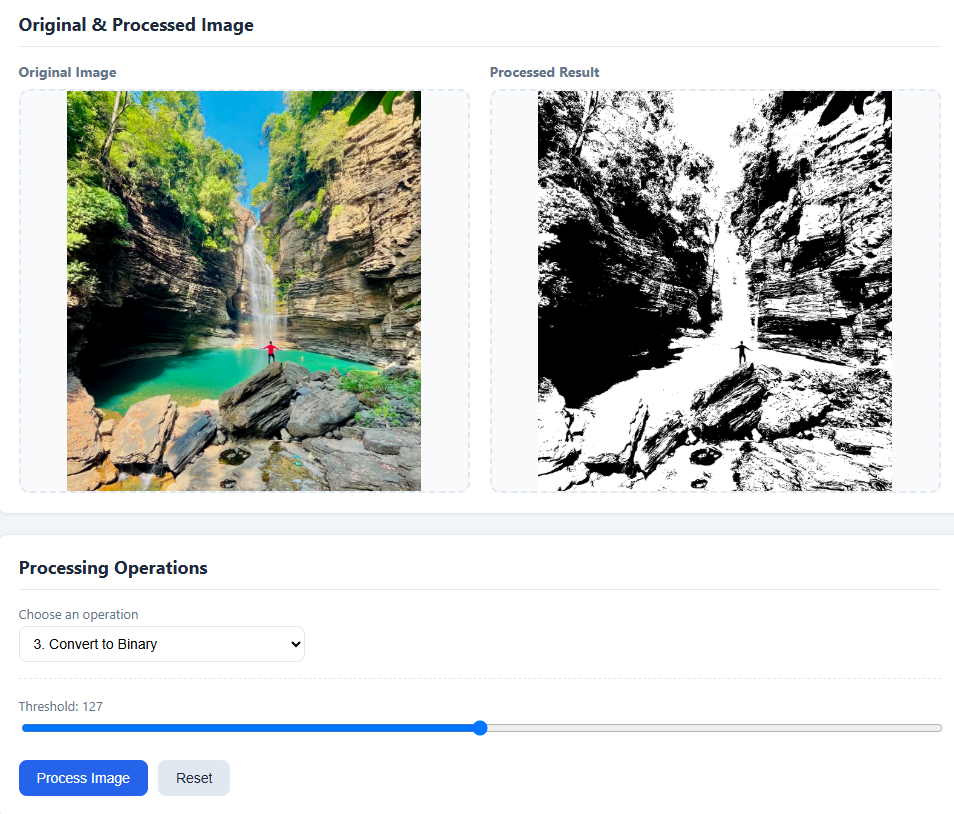 Original & Processed Image
Original Image
Processed Result
Processing Operations
Choose an operation
3. Convert to Binary
Threshold: 127
Process Image
Reset